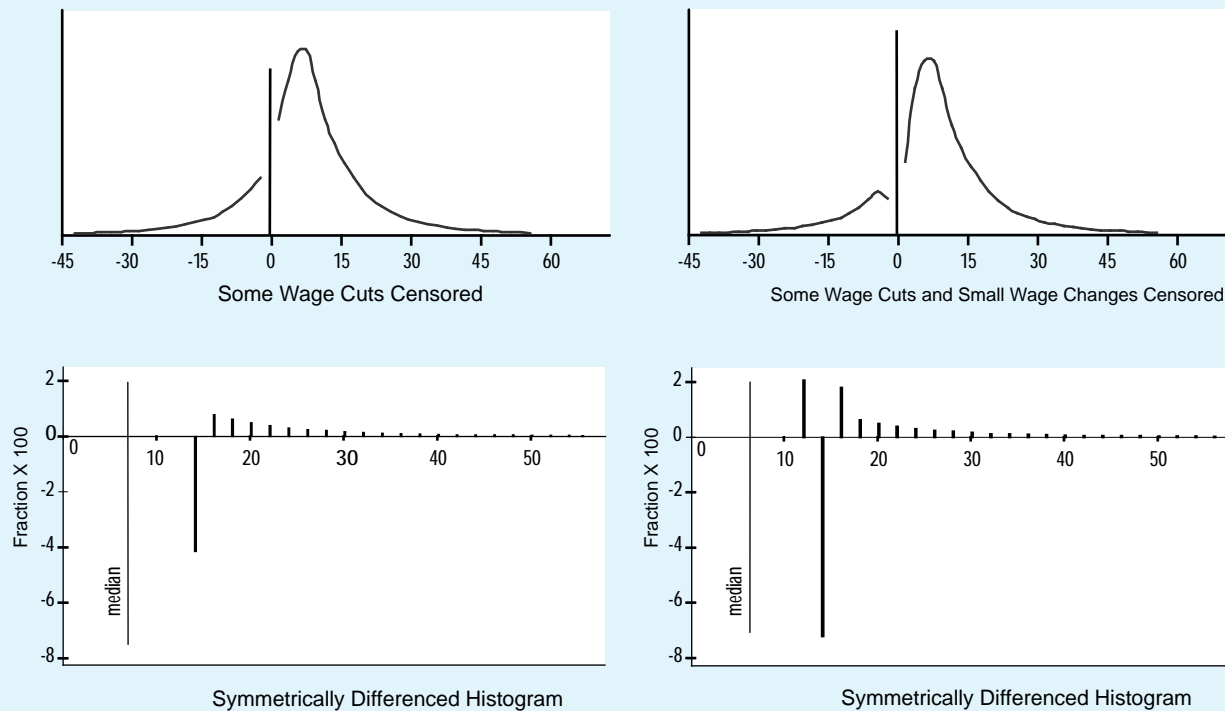 -45 -30 -15 0 15 30 45 60
Some Wage Cuts Censored
-45 -30 -15 0 15 30 45 60
Some Wage Cuts and Small Wage Changes Censored
Fraction X 100
2
0
-2
-4
-6
-8
median
0 10 20 30 40 50
Symmetrically Differenced Histogram
Fraction X 100
2
0
-2
-4
-6
-8
median
0 10 20 30 40 50
Symmetrically Differenced Histogram